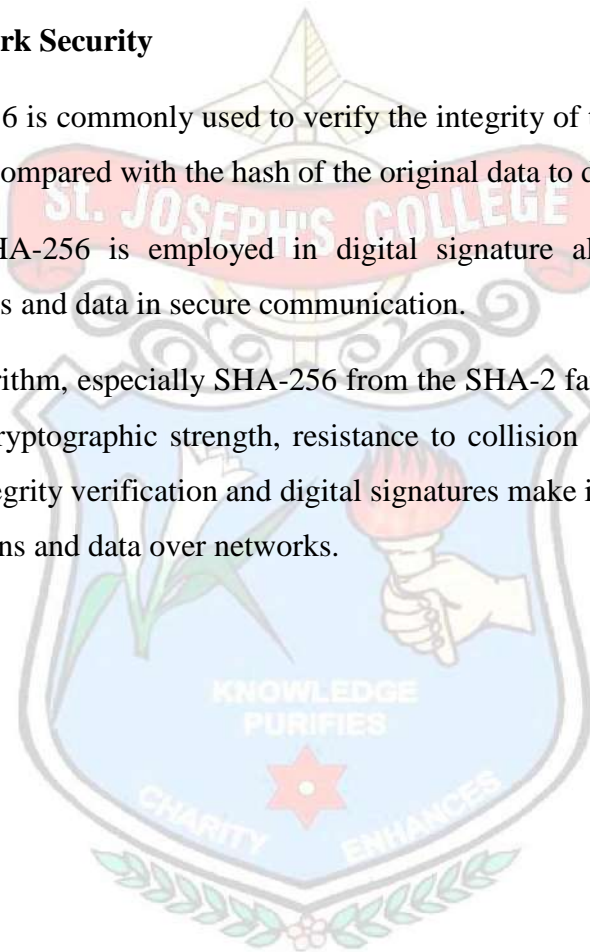 rk Security
6 is commonly used to verify the integrity of
ompared with the hash of the original data to
St. JOSEPH'S COLLEGE
HA-256 is employed in digital signature
s and data in secure communication.
rithm, especially SHA-256 from the SHA-2
ryptographic strength, resistance to collision
egrity verification and digital signatures make
ns and data over networks.
KNOWLEDGE
PURIFIES
CHARITY ENHANCES